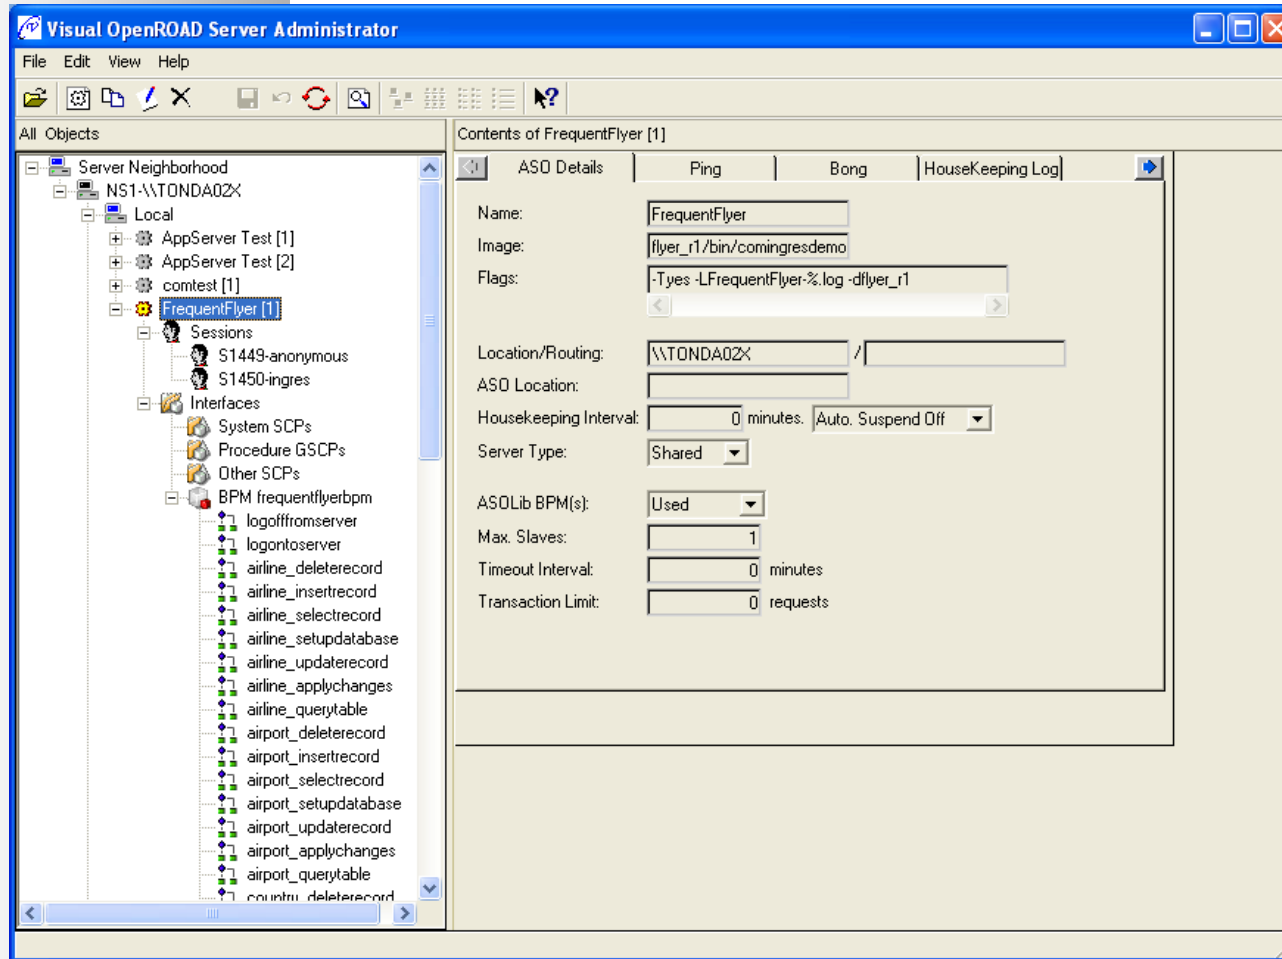 Visual OpenROAD Server Administrator
File Edit View Help
All Objects
Contents of FrequentFlyer [1]
Server Neighborhood
NS1-\\TONDA02X
Local
AppServer Test [1]
AppServer Test [2]
comtest [1]
FrequentFlyer [1]
Sessions
S1449-anonymous
S1450-ingres
Interfaces
System SCPs
Procedure GSCPs
Other SCPs
BPM frequentflyerbpm
logofffromserver
logontoserver
airline_deleterecord
airline_insertrecord
airline_selectrecord
airline_setupdatabase
airline_updaterecord
airline_applychanges
airline_querytable
airport_deleterecord
airport_insertrecord
airport_selectrecord
airport_setupdatabase
airport_updaterecord
airport_applychanges
airport_querytable
country_deleterecord
ASO Details Ping Bong HouseKeeping Log
Name: FrequentFlyer
Image: flyer_r1/bin/comingresdemo
Flags: -Tyes -LFrequentFlyer-%.log -dflyer_r1
Location/Routing: \\TONDA02X /
ASO Location:
Housekeeping Interval: 0 minutes. Auto. Suspend Off
Server Type: Shared
ASOLib BPM(s): Used
Max. Slaves: 1
Timeout Interval: 0 minutes
Transaction Limit: 0 requests